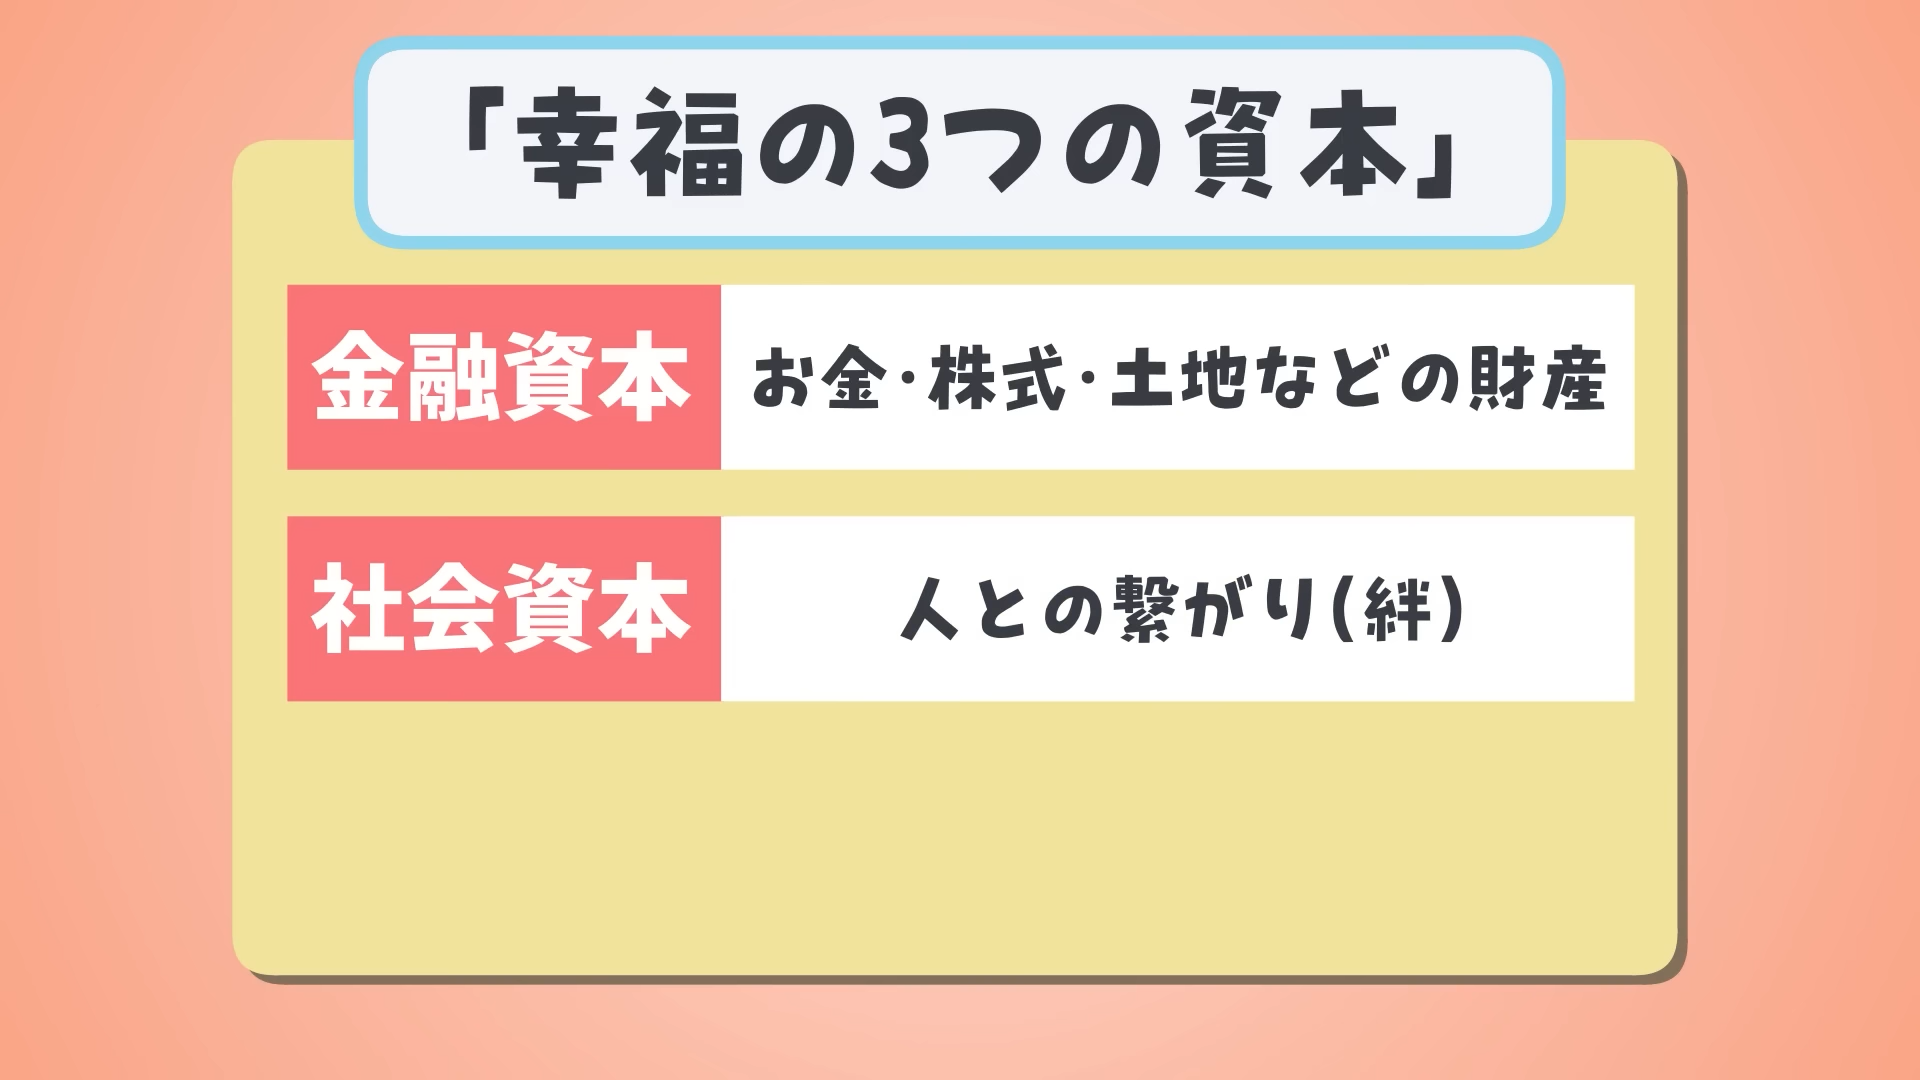 「幸福の3つの資本」
金融資本
お金・株式・土地などの財産
社会資本
人との繋がり(絆)